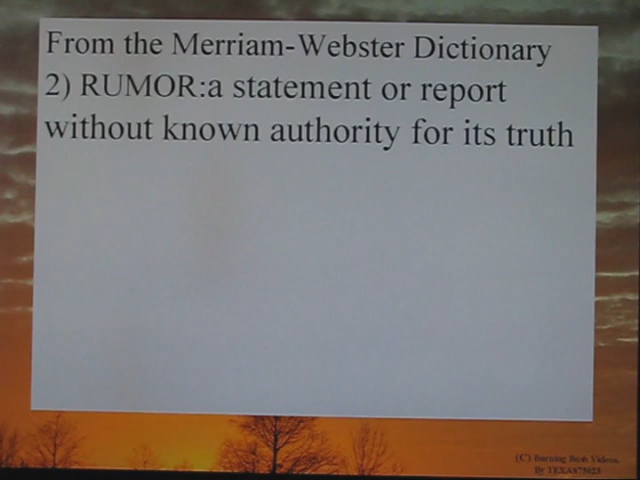 From the Merriam-Webster Dictionary
2) RUMOR:a statement or report
without known authority for its truth
(C) Burning Bush Videos.
By TEXAS75023